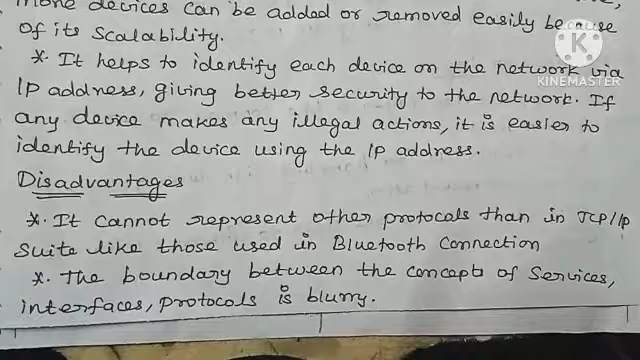 more devices can be added or removed easily because
of its scalability.
* It helps to identify each device on the network via
IP address, giving better security to the network. If
any device makes any illegal actions, it is easier to
identify the device using the IP address.
Disadvantages
* It cannot represent other protocals than in TCP/IP
suite like those used in Bluetooth Connection
* The boundary between the concepts of Services,
interfaces, protocols is blurry.
KINEMASTER